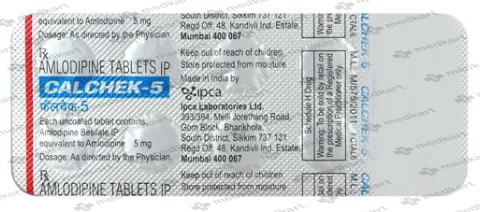 equivalent to Amlodipine 5 mg
Dosage: As directed by the Physician
Rx
AMLODIPINE TABLETS IP
CALCHEK-5
कॅलचेक-5
Each uncoated tablet contains:
Amlodipine Besilate IP
equivalent to Amlodipine 5 mg
Dosage: As directed by the Physician.
Rx
AMLODIPINE TABLETS IP
South District, Sikkim 737 121
Regd Off: 48, Kandivli Ind. Estate,
Mumbai 400 067
Keep out of reach of children.
Store protected from moisture
Made in India by
ipca
Ipca Laboratories Ltd.
393/394, Melli Jorethang Road,
Gom Block, Bharikhola,
South District, Sikkim 737 121
Regd Off: 48, Kandivli Ind. Estate,
Mumbai 400 067
Keep out of reach of children.
Store protected from moisture
Schedule H Drug
Warning: To be sold by retail on
the prescription of a Registered
Medical Practitioner only.
CALCHEK-5
medkart